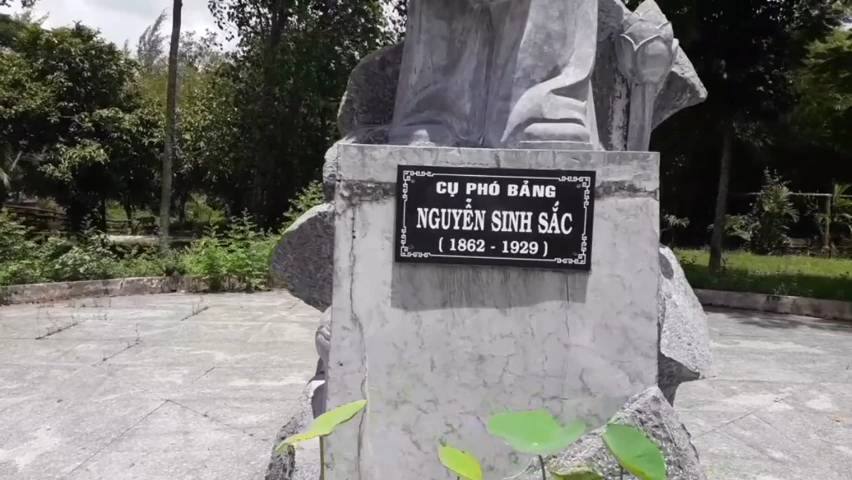 CỤ PHÓ BẢNG
NGUYỄN SINH SẮC
( 1862 - 1929 )